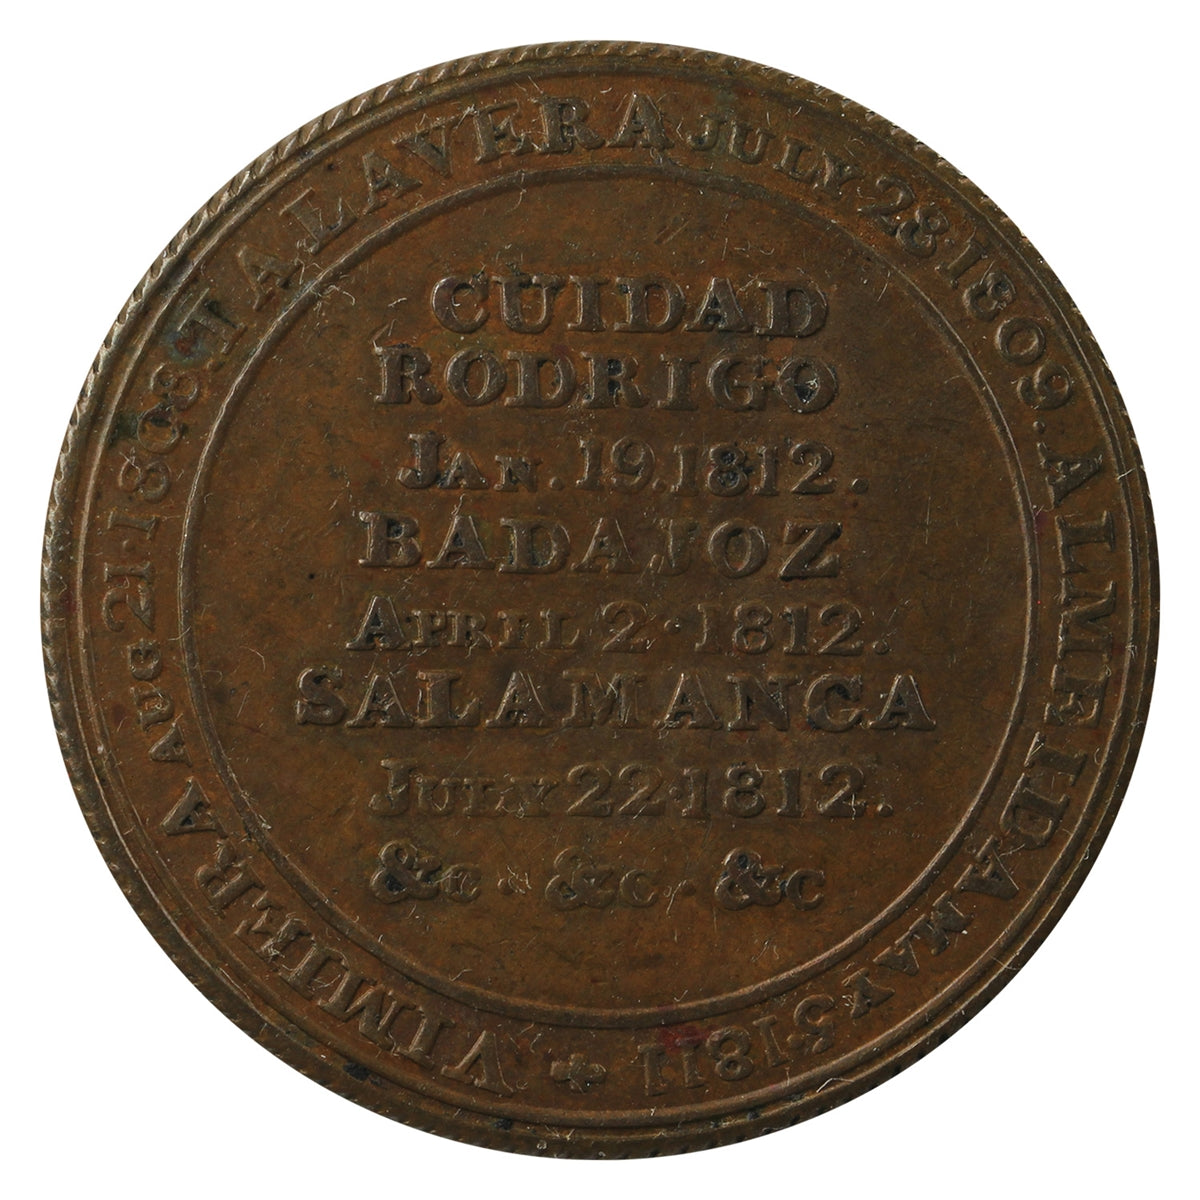 VIMIERA AUG 21·1808 TALAVERA JULY 28·1809. ALMEIDA MAY 5·1811
CUIDAD
RODRIGO
JAN. 19.1812.
BADAJOZ
APRIL 2·1812.
SALAMANCA
JULY 22·1812.
&C · &C · &C